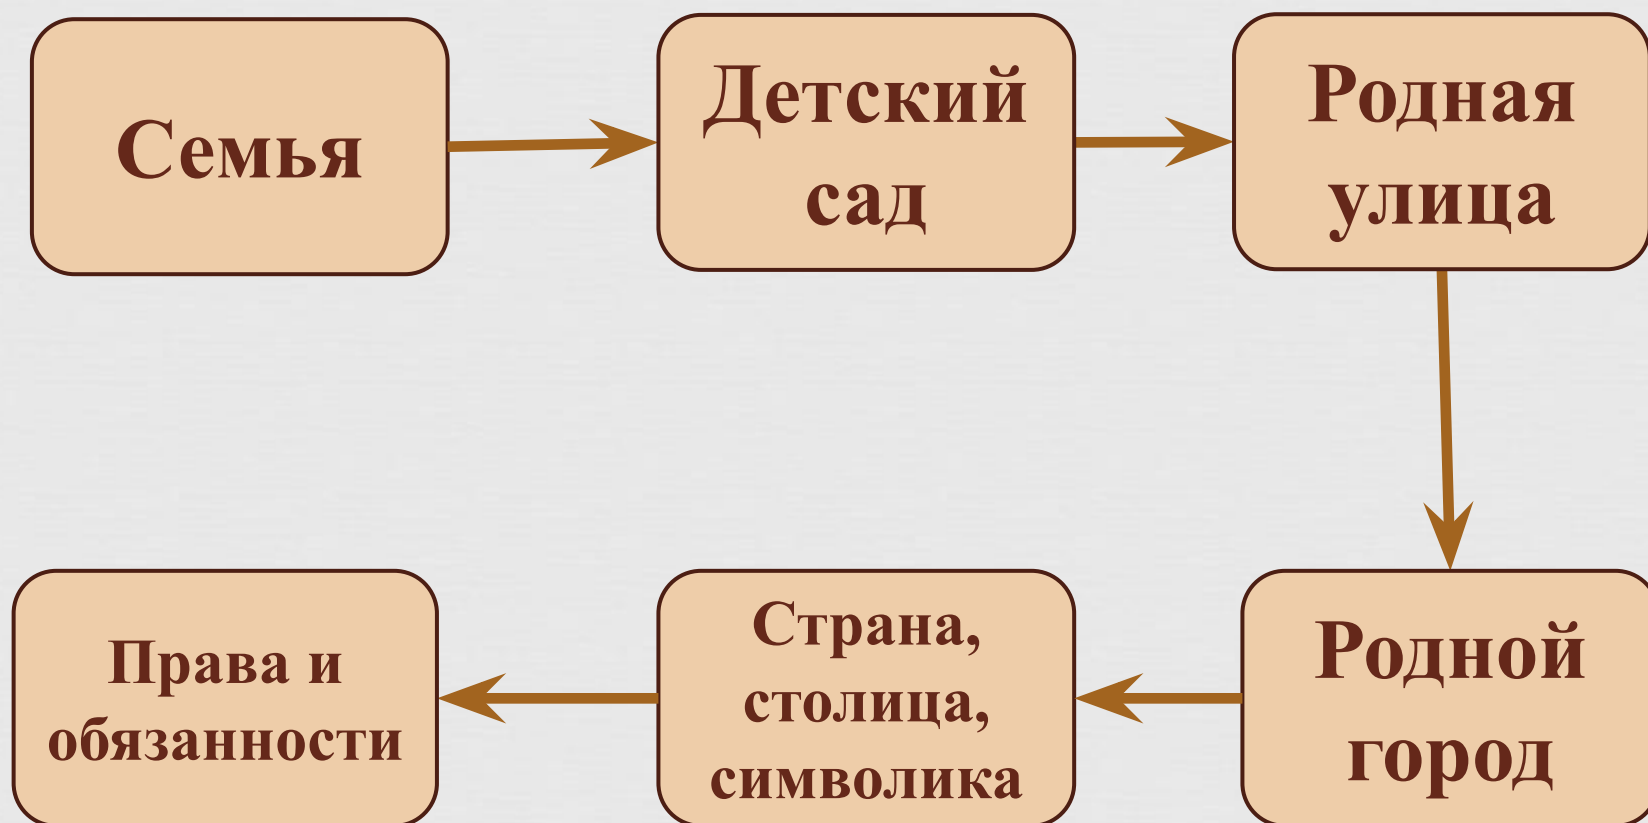 Семья
Детский
сад
Родная
улица
Родной
город
Страна,
столица,
символика
Права и
обязанности